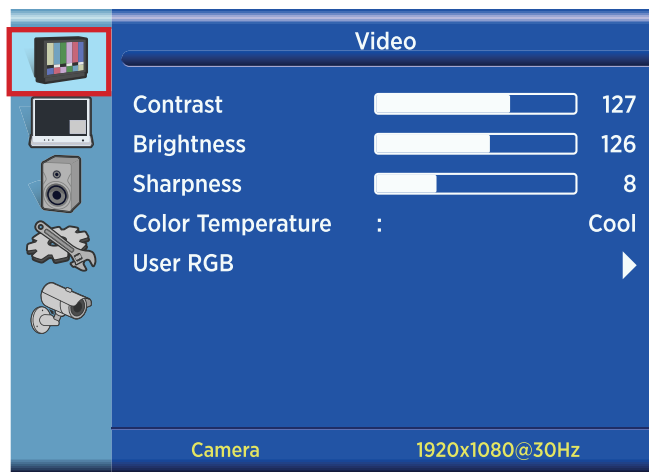 Video
Contrast 127
Brightness 126
Sharpness 8
Color Temperature : Cool
User RGB
Camera 1920x1080@30Hz